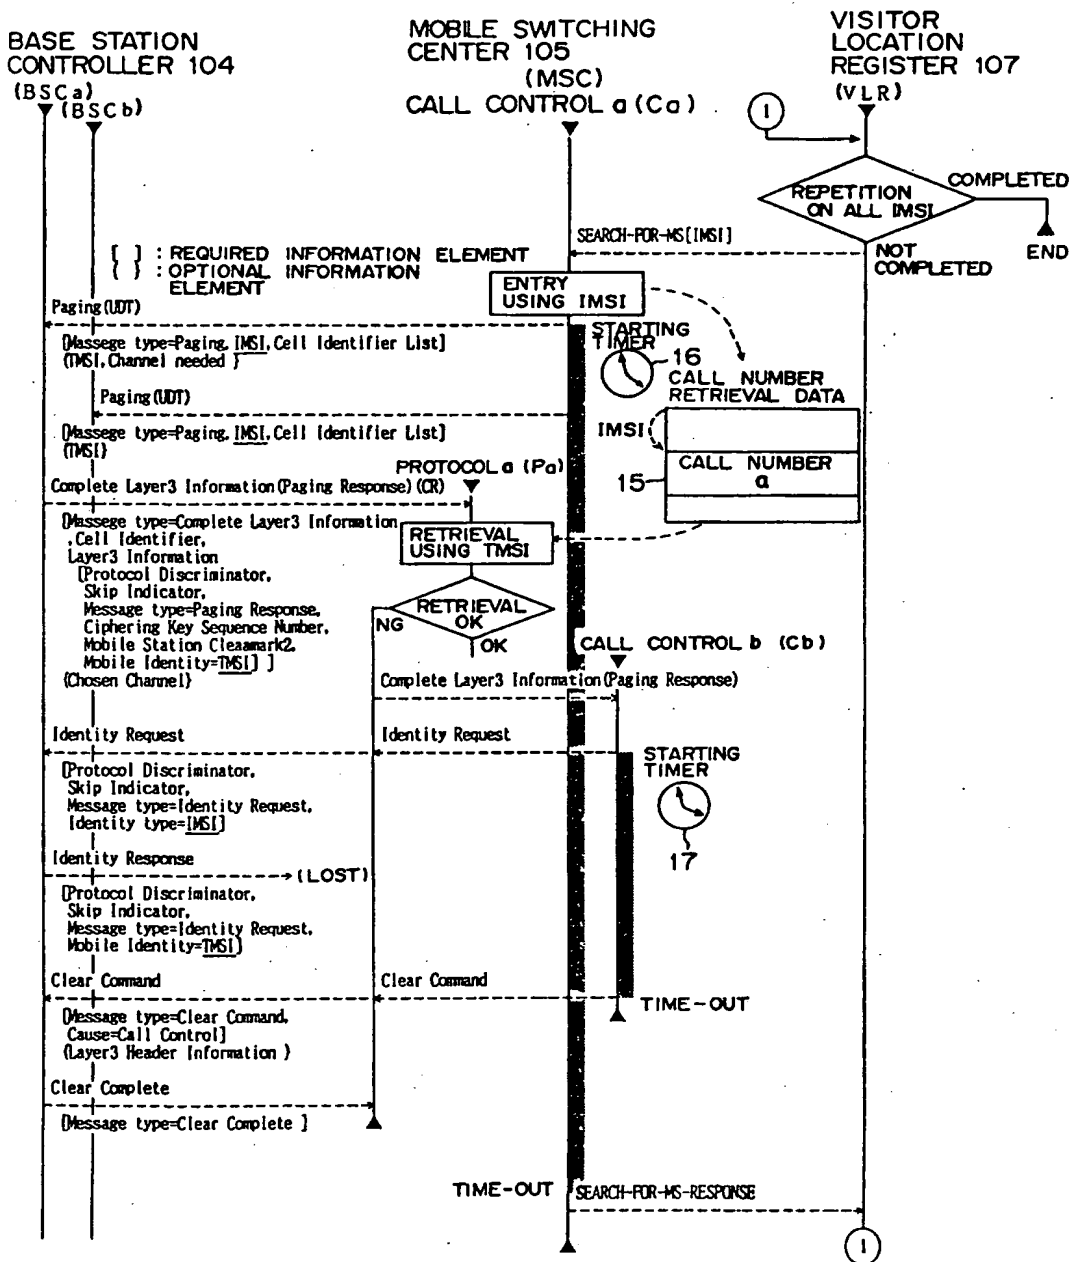 BASE STATION
CONTROLLER 104
(BSCa)
(BSCb)
MOBILE SWITCHING
CENTER 105
(MSC)
CALL CONTROL a (Ca)
VISITOR
LOCATION
REGISTER 107
(VLR)
1
REPETITION
ON ALL IMSI
COMPLETED
END
NOT
COMPLETED
SEARCH-FOR-MS[IMSI]
[ ] : REQUIRED INFORMATION ELEMENT
{ } : OPTIONAL INFORMATION
ELEMENT
ENTRY
USING IMSI
Paging(UDT)
[Massege type=Paging, IMSI, Cell Identifier List]
{TMSI, Channel needed }
STARTING
TIMER
16
CALL NUMBER
RETRIEVAL DATA
Paging(UDT)
[Massege type=Paging, IMSI, Cell Identifier List]
{TMSI}
IMSI
CALL NUMBER
a
15
PROTOCOL a (Pa)
Complete Layer3 Information(Paging Response)(CR)
[Massege type=Complete Layer3 Information
,Cell Identifier,
Layer3 Information
[Protocol Discriminator,
Skip Indicator,
Message type=Paging Response,
Ciphering Key Sequence Number,
Mobile Station Cleamark2,
Mobile Identity=TMSI] ]
{Chosen Channel}
RETRIEVAL
USING TMSI
RETRIEVAL
OK
NG
OK
CALL CONTROL b (Cb)
Complete Layer3 Information(Paging Response)
Identity Request
Identity Request
[Protocol Discriminator,
Skip Indicator,
Message type=Identity Request,
Identity type=IMSI]
STARTING
TIMER
17
Identity Response
(LOST)
[Protocol Discriminator,
Skip Indicator,
Message type=Identity Request,
Mobile Identity=TMSI]
Clear Command
Clear Command
TIME-OUT
[Message type=Clear Command,
Cause=Call Control]
{Layer3 Header Information }
Clear Complete
[Message type=Clear Complete ]
TIME-OUT
SEARCH-FOR-MS-RESPONSE
1